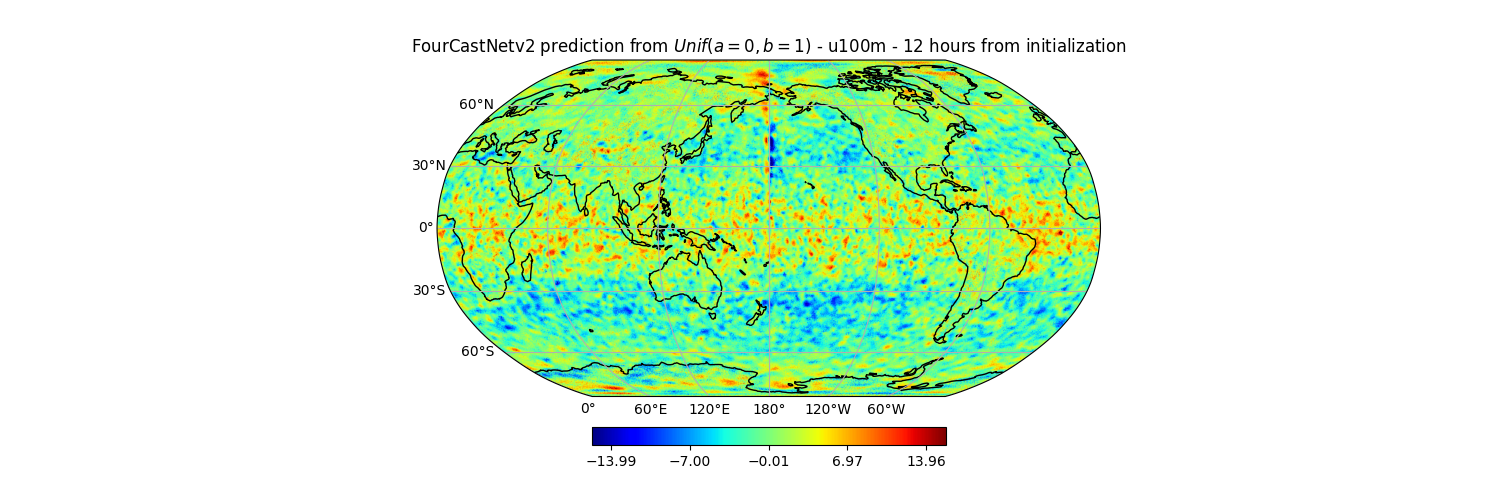 FourCastNetv2 prediction from Unif(a = 0, b = 1) - u100m - 12 hours from initialization
60°N
30°N
0°
30°S
60°S
0° 60°E 120°E 180° 120°W 60°W
−13.99 −7.00 −0.01 6.97 13.96